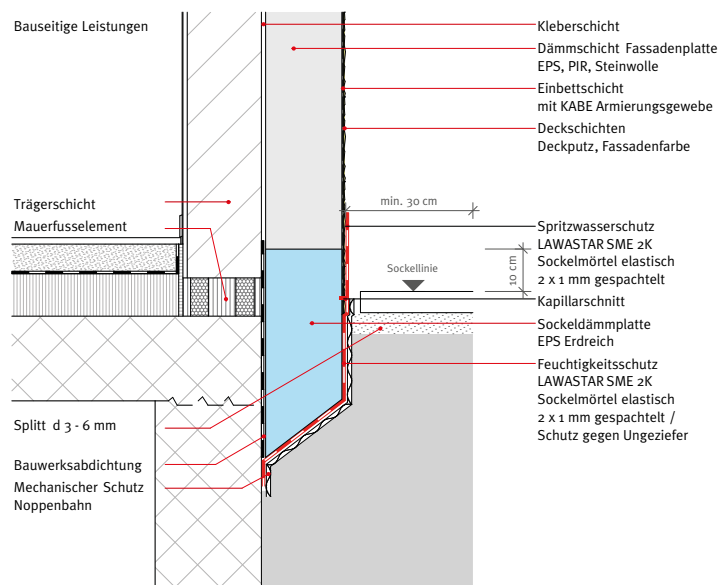 Bauseitige Leistungen
Trägerschicht
Mauerfusselement
Splitt d 3 - 6 mm
Bauwerksabdichtung
Mechanischer Schutz
Noppenbahn
min. 30 cm
10 cm
Sockellinie
Kleberschicht
Dämmschicht Fassadenplatte
EPS, PIR, Steinwolle
Einbettschicht
mit KABE Armierungsgewebe
Deckschichten
Deckputz, Fassadenfarbe
Spritzwasserschutz
LAWASTAR SME 2K
Sockelmörtel elastisch
2 x 1 mm gespachtelt
Kapillarschnitt
Sockeldämmplatte
EPS Erdreich
Feuchtigkeitsschutz
LAWASTAR SME 2K
Sockelmörtel elastisch
2 x 1 mm gespachtelt /
Schutz gegen Ungeziefer